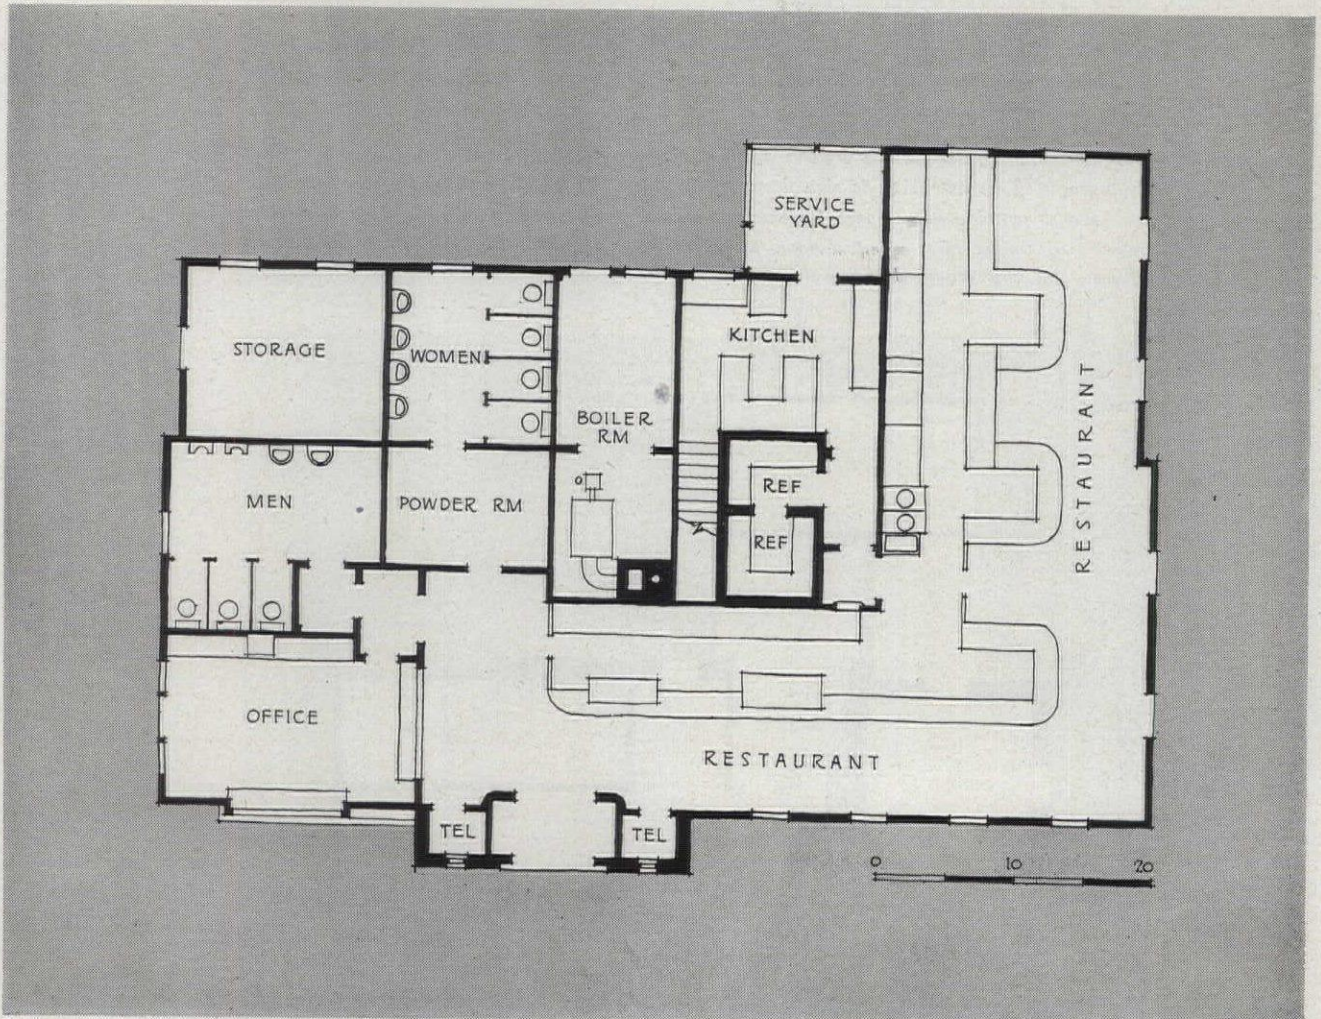 SERVICE
YARD
STORAGE
WOMEN
KITCHEN
BOILER
RM
RESTAURANT
MEN
POWDER RM
REF
REF
OFFICE
RESTAURANT
TEL
TEL
0 10 20